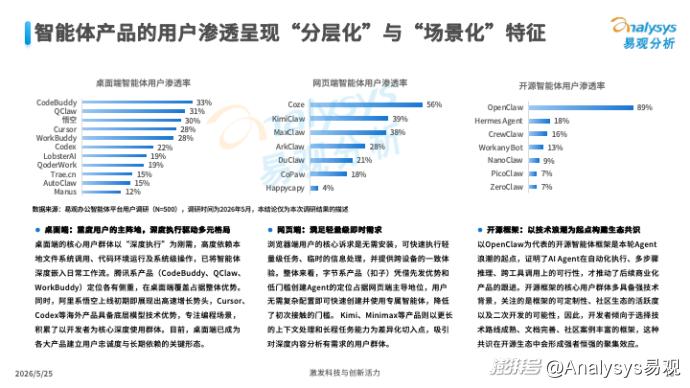 智能体产品的用户渗透呈现“分层化”与“场景化”特征
analysys
易观分析
桌面端智能体用户渗透率
CodeBuddy 33%
QClaw 31%
悟空 30%
Cursor 28%
WorkBuddy 28%
Codex 22%
LobsterAI 19%
QoderWork 19%
Trae.cn 15%
AutoClaw 15%
Manus 12%
网页端智能体用户渗透率
Coze 56%
KimiClaw 39%
MaxClaw 38%
ArkClaw 28%
DuClaw 21%
CoPaw 18%
Happycapy 4%
开源智能体用户渗透率
OpenClaw 89%
Hermes Agent 18%
CrewClaw 16%
WorkanyBot 13%
NanoClaw 9%
PicoClaw 7%
ZeroClaw 7%
analysys
易观分析
数据来源：易观办公智能体平台用户调研（N=500），调研时间为2026年5月，本结论仅为本次调研结果的描述
桌面端：重度用户的主阵地，深度执行驱动多元格局
桌面端的核心用户群体以“深度执行”为刚需，高度依赖本
地文件系统调用、代码环境运行及系统级操作，已将智能体
深度嵌入日常工作流。腾讯系产品（CodeBuddy、QClaw、
WorkBuddy）定位各有侧重，在桌面端覆盖占据整体优势。
同时，阿里系悟空上线初期即展现出高速增长势头，Cursor、
Codex等海外产品具备底层模型技术优势，专注编程场景，
积累了以开发者为核心深度使用群体。目前，桌面端已成为
各大产品建立用户忠诚度与长期依赖的关键形态。
网页端：满足轻量级即时需求
浏览器端用户的核心诉求是无需安装，可快速执行轻
量级任务、临时的信息处理，并提供跨设备的一致体
验。整体来看，字节系产品（扣子）凭借先发优势和
低门槛创建Agent的定位占据网页端主导地位，用户
无需复杂配置即可快速创建并使用专属智能体，降低
了初次接触的门槛。 Kimi、Minimax等产品则以更长
的上下文处理和长程任务能力为差异化切入点，吸引
对深度内容分析有需求的用户群体。
开源框架：以技术浪潮为起点构建生态共识
以OpenClaw为代表的开源智能体框架是本轮Agent
浪潮的起点，证明了AI Agent在自动化执行、多步骤
推理、跨工具调用上的可行性，才推动了后续商业化
产品的跟进。开源框架的核心用户群体多具备强技术
背景，关注的是框架的可定制性、社区生态的活跃度
以及二次开发的可能性，因此，开发者倾向于选择技
术路线成熟、文档完善、社区案例丰富的框架，这种
共识在开源生态中会形成强者恒强的聚集效应。
2026/5/25
激发科技与创新活力
澎湃号@Analysys易观